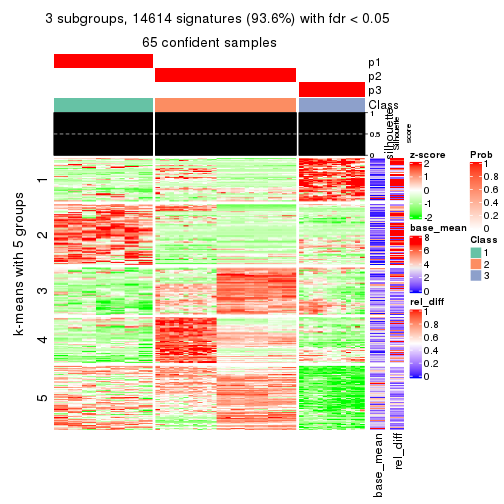 3 subgroups, 14614 signatures (93.6%) with fdr < 0.05
65 confident samples
p1
p2
p3
Class
1
0.5
0
silhouette
Silhouette
score
k-means with 5 groups
1
2
3
4
5
base_mean
rel_diff
z-score
2
1
0
-1
-2
base_mean
8
6
4
2
0
rel_diff
1
0.8
0.6
0.4
0.2
0
Prob
1
0.8
0.6
0.4
0.2
0
Class
1
2
3